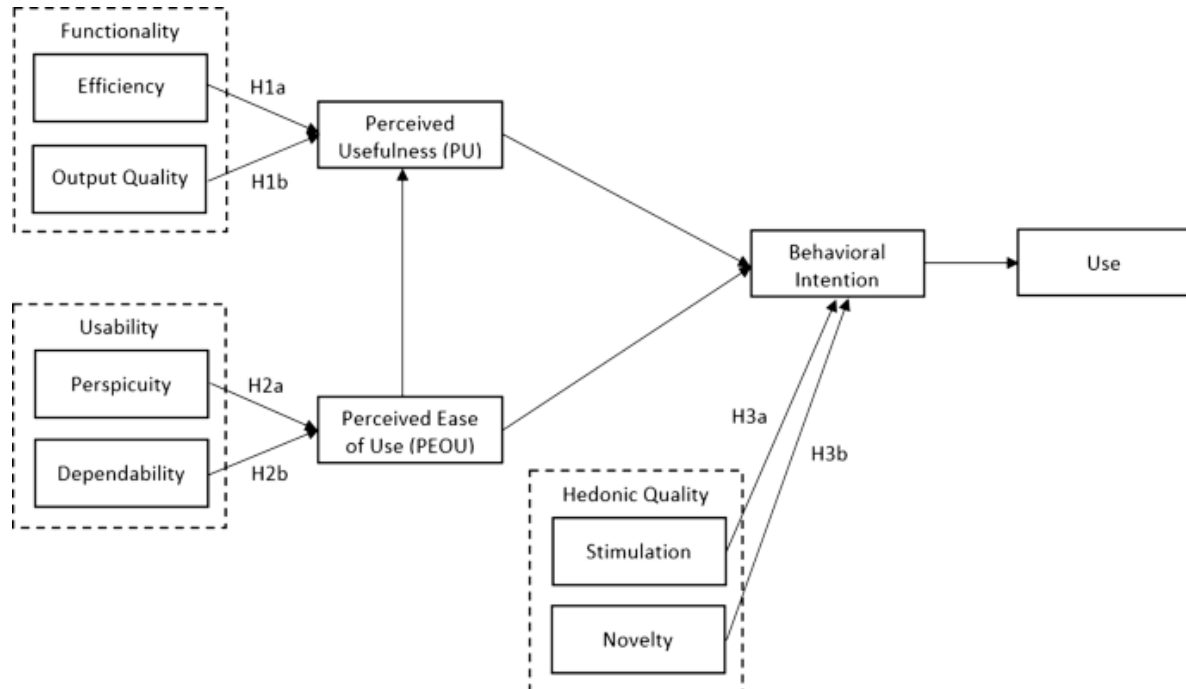 Functionality
Efficiency
H1a
Output Quality
H1b
Perceived
Usefulness (PU)
Behavioral
Intention
Use
Usability
Perspicuity
H2a
Dependability
H2b
Perceived Ease
of Use (PEOU)
H3a
H3b
Hedonic Quality
Stimulation
Novelty